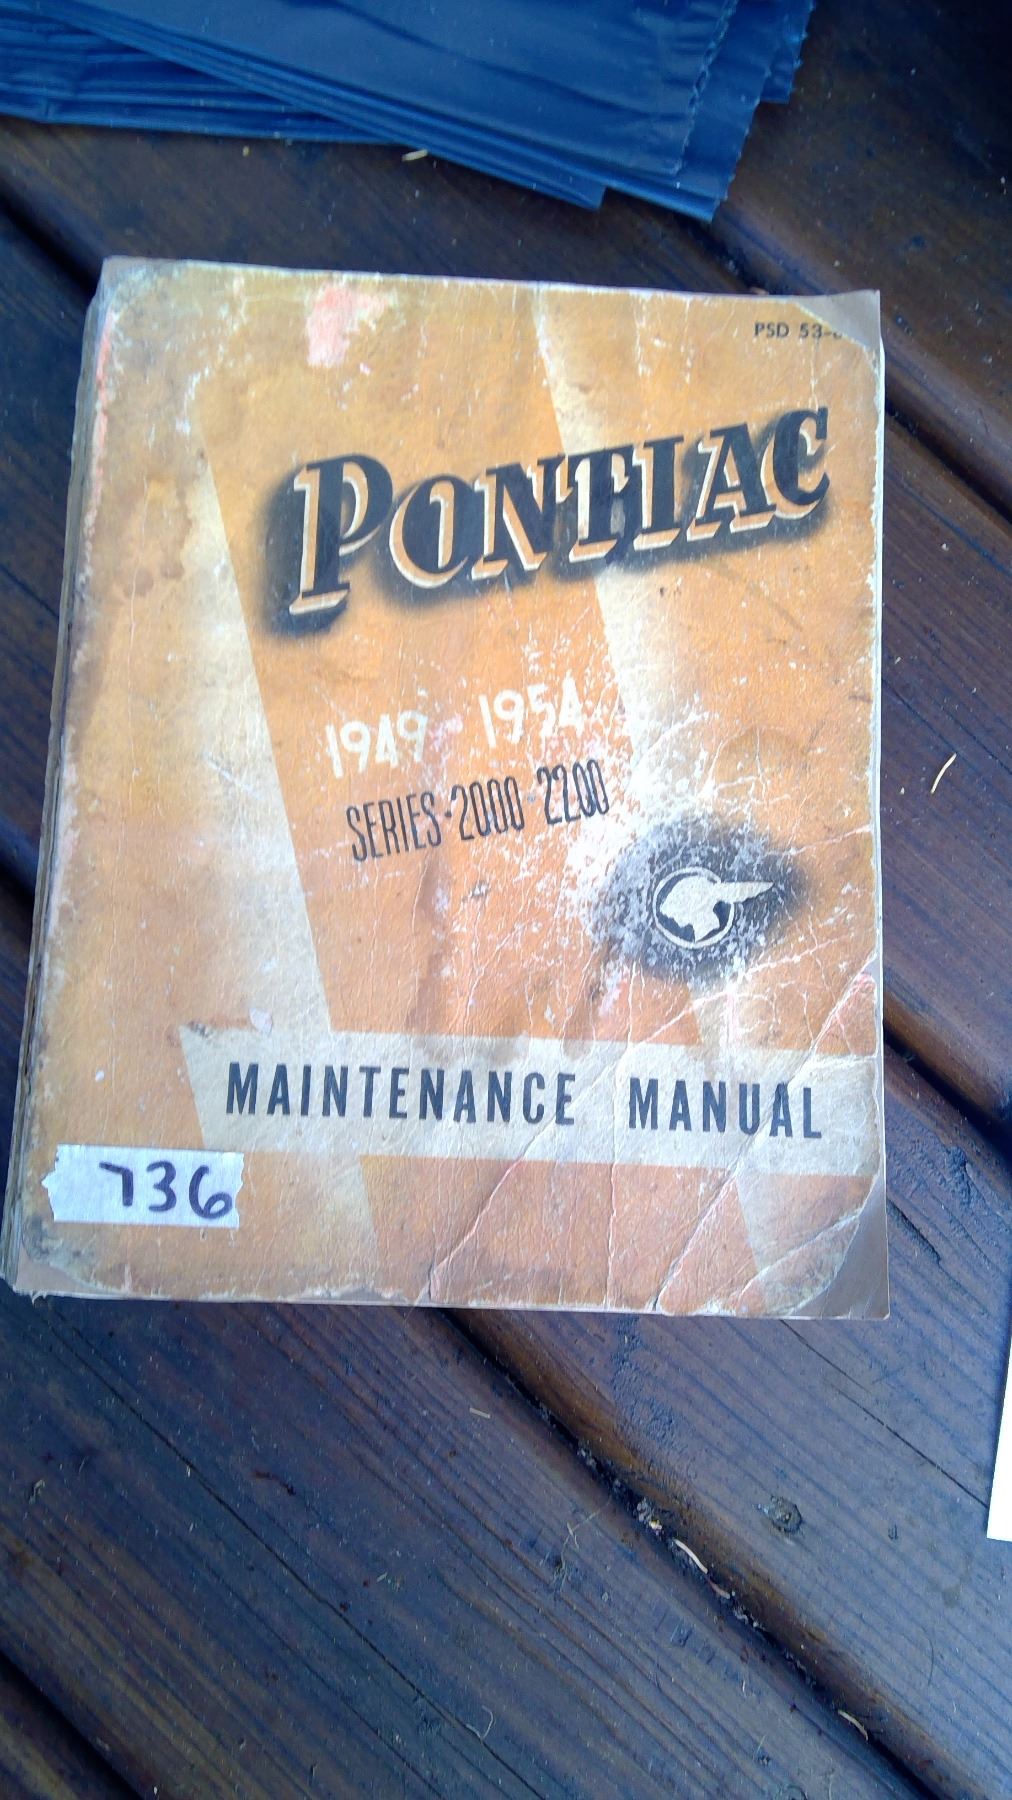 PSD 53-
PONTIAC
1949 - 1954
SERIES-2000-2200
MAINTENANCE MANUAL
736